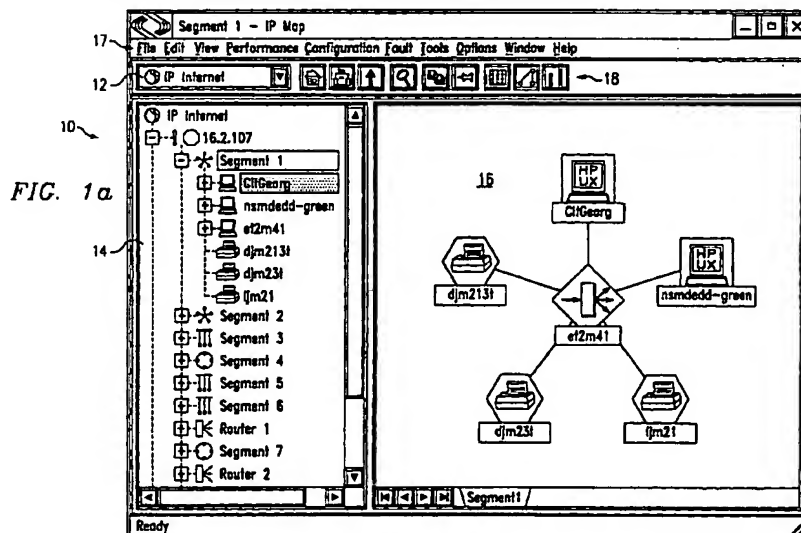 Segment 1 - IP Map
17
File Edit View Performance Configuration Fault Tools Options Window Help
12
IP Internet
18
10
IP Internet
16.2.107
Segment 1
CltGeorg
nsmdedd-green
et2m41
djm213t
djm23t
ljm21
Segment 2
Segment 3
Segment 4
Segment 5
Segment 6
Router 1
Segment 7
Router 2
FIG. 1a
14
16
HP
UX
CltGeorg
djm213t
HP
UX
nsmdedd-green
et2m41
djm23t
ljm21
Segment1
Ready